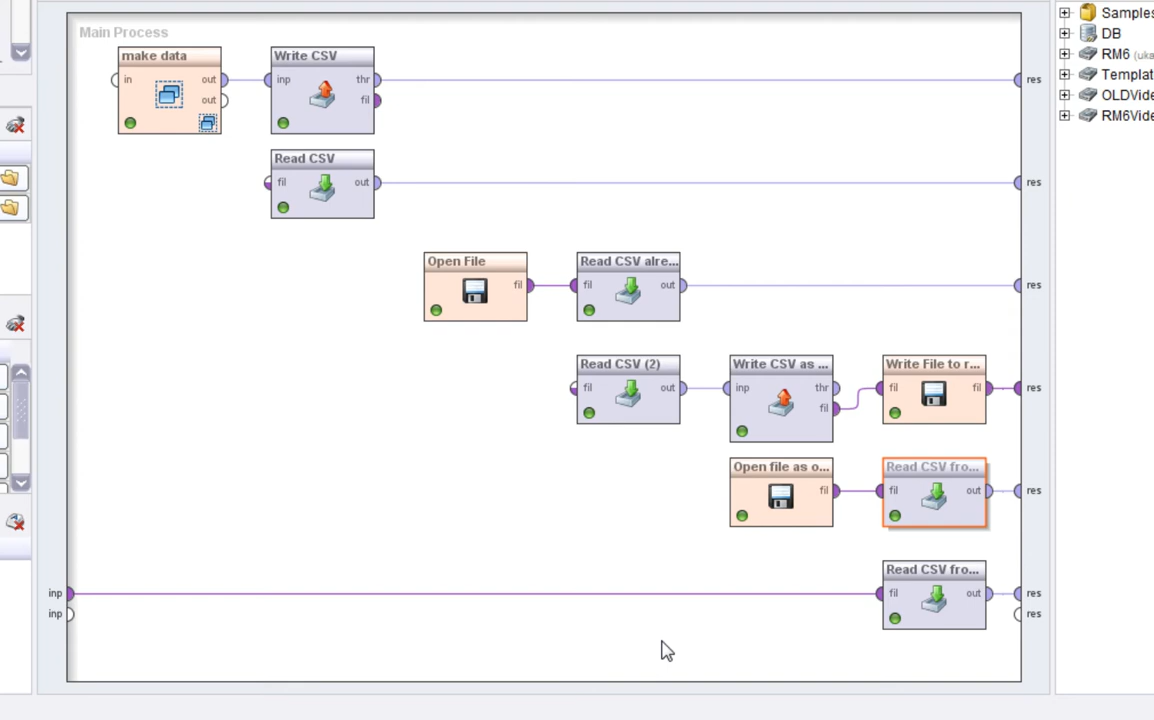 Main Process
make data
in
out
out
Write CSV
inp
thr
fil
res
Read CSV
fil
out
res
Open File
fil
Read CSV alre...
fil
out
res
Read CSV (2)
fil
out
Write CSV as ...
inp
thr
fil
Write File to r...
fil
fil
res
Open file as o...
fil
Read CSV fro...
fil
out
res
Read CSV fro...
fil
out
inp
inp
res
res
Samples
DB
RM6 (uka
Templat
OLDVide
RM6Vide